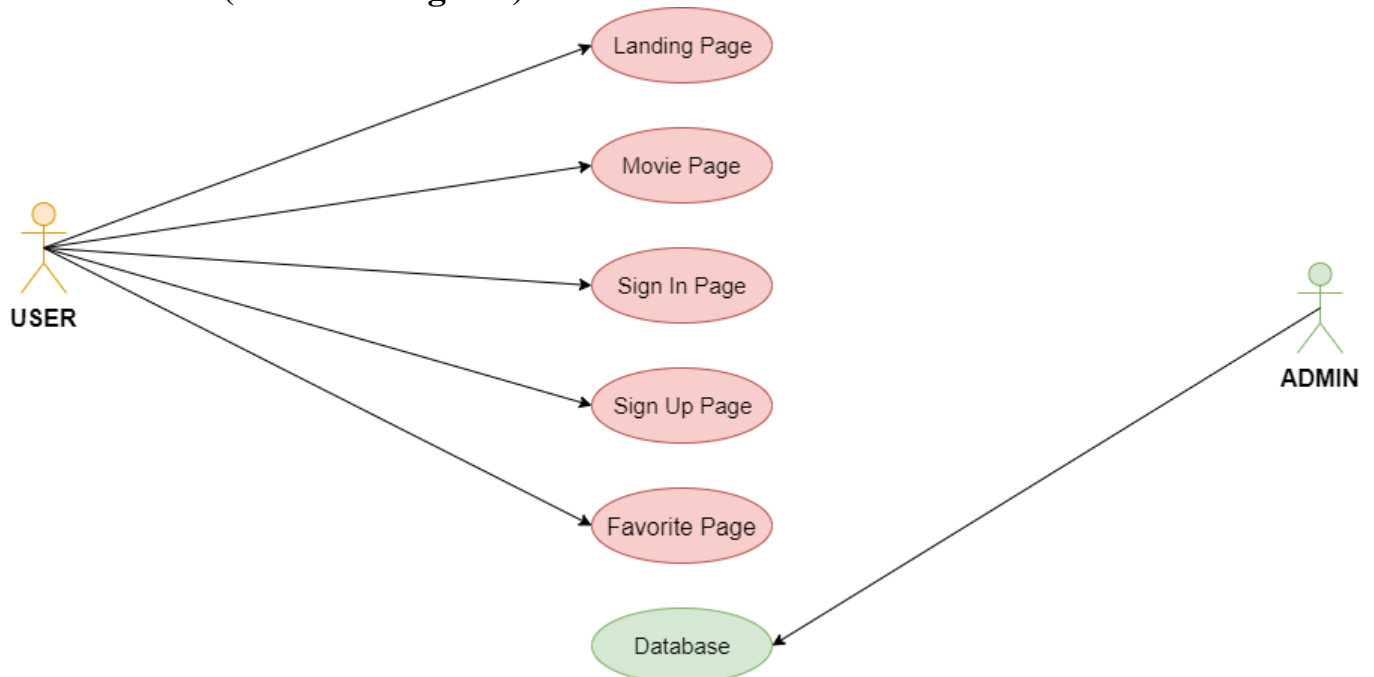 Landing Page
Movie Page
Sign In Page
USER
Sign Up Page
ADMIN
Favorite Page
Database